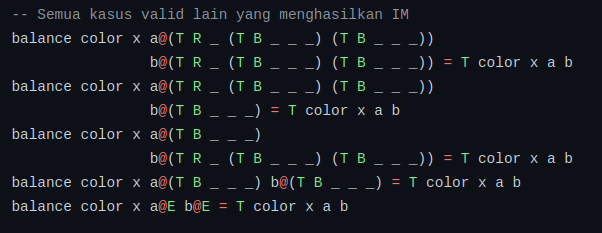 -- Semua kasus valid lain yang menghasilkan IM
balance color x a@(T R _ (T B _ _ _) (T B _ _ _))
                b@(T R _ (T B _ _ _) (T B _ _ _)) = T color x a b
balance color x a@(T R _ (T B _ _ _) (T B _ _ _))
                b@(T B _ _ _) = T color x a b
balance color x a@(T B _ _ _)
                b@(T R _ (T B _ _ _) (T B _ _ _)) = T color x a b
balance color x a@(T B _ _ _) b@(T B _ _ _) = T color x a b
balance color x a@E b@E = T color x a b